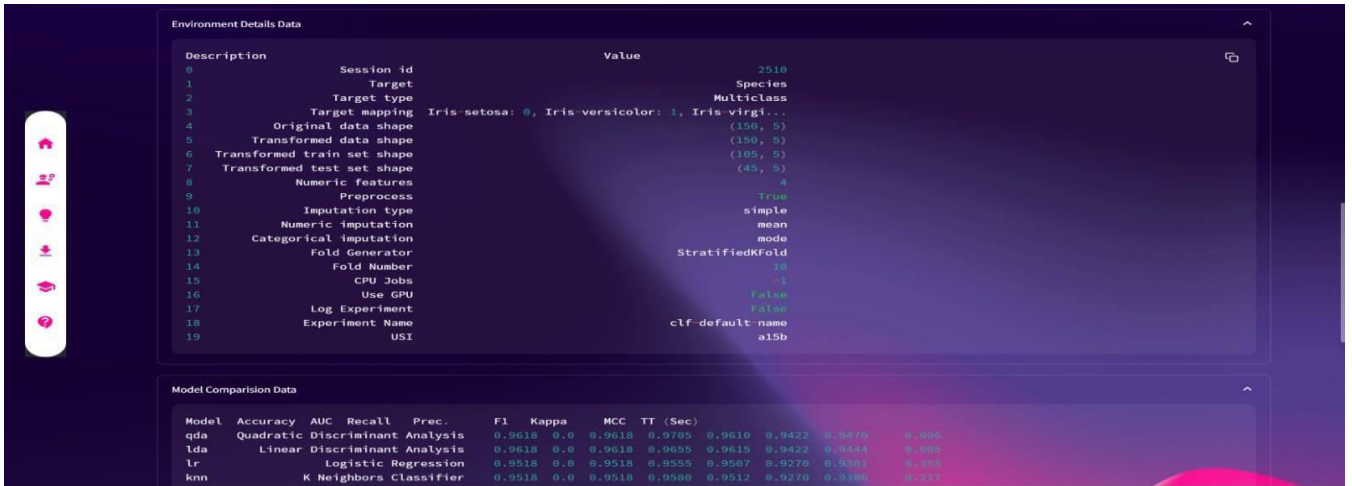 Environment Details Data
Description Value
0 Session id 2510
1 Target Species
2 Target type Multiclass
3 Target mapping Iris-setosa: 0, Iris-versicolor: 1, Iris-virgi...
4 Original data shape (150, 5)
5 Transformed data shape (150, 5)
6 Transformed train set shape (105, 5)
7 Transformed test set shape (45, 5)
8 Numeric features 4
9 Preprocess True
10 Imputation type simple
11 Numeric imputation mean
12 Categorical imputation mode
13 Fold Generator StratifiedKFold
14 Fold Number 10
15 CPU Jobs -1
16 Use GPU False
17 Log Experiment False
18 Experiment Name clf-default-name
19 USI a15b
Model Comparision Data
Model Accuracy AUC Recall Prec. F1 Kappa MCC TT (Sec)
qda Quadratic Discriminant Analysis 0.9618 0.0 0.9618 0.9705 0.9610 0.9422 0.9470
lda Linear Discriminant Analysis 0.9618 0.0 0.9618 0.9655 0.9615 0.9422 0.9444
lr Logistic Regression 0.9518 0.0 0.9518 0.9555 0.9507 0.9270
knn K Neighbors Classifier 0.9518 0.0 0.9518 0.9580 0.9512 0.9270